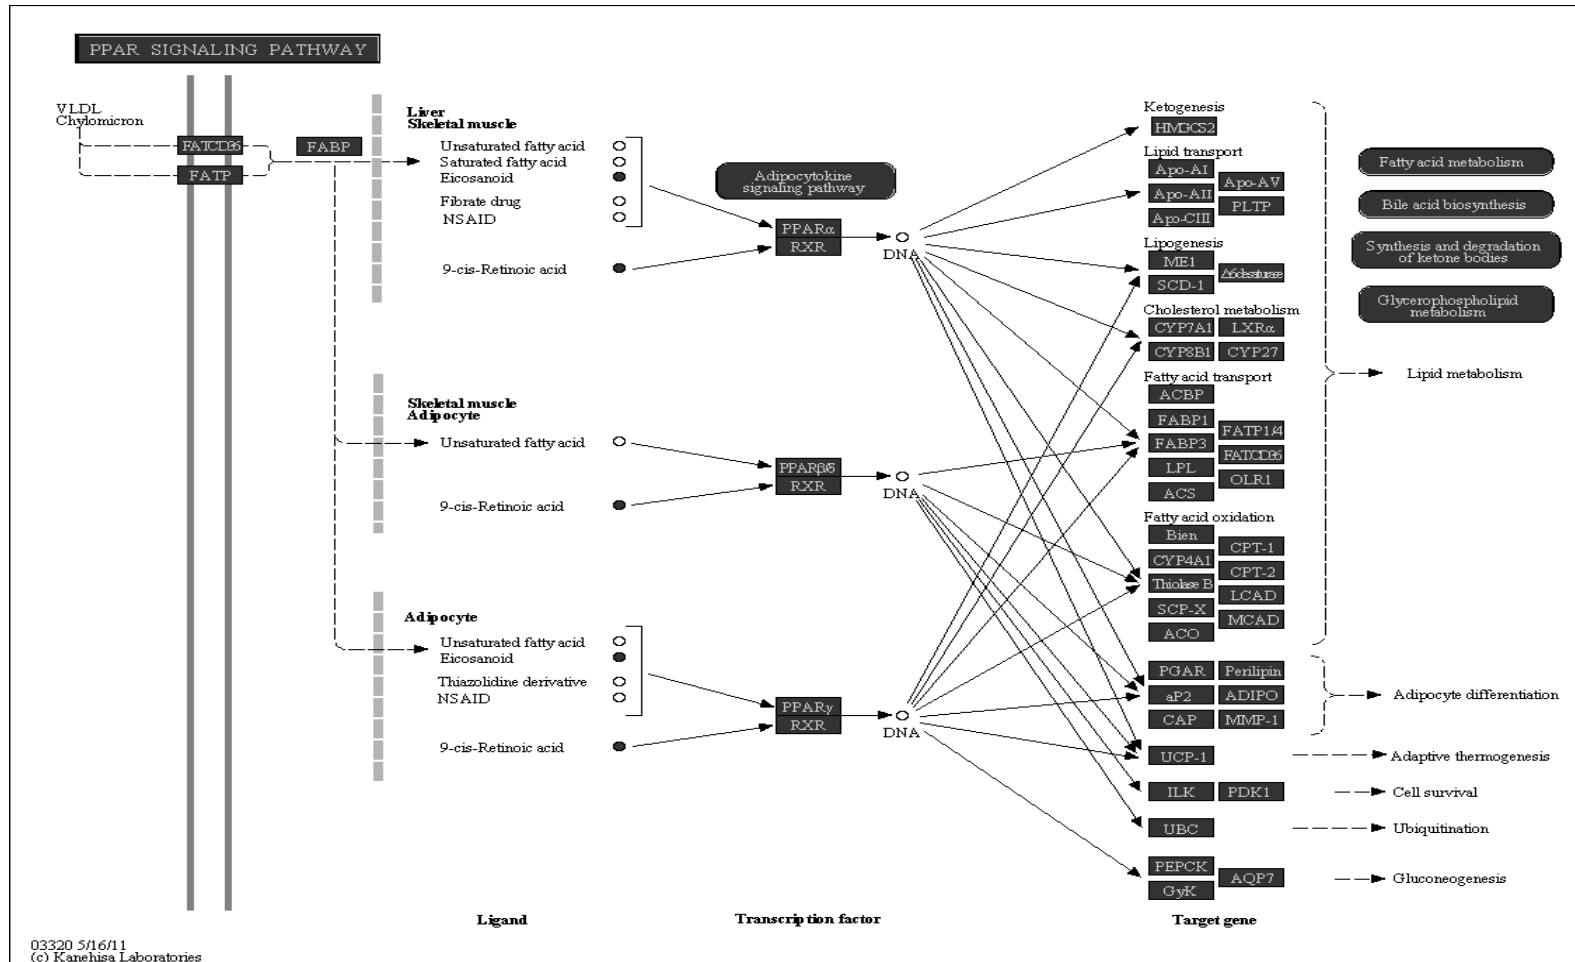 PPAR SIGNALING PATHWAY
VLDL
Chylomicron
FATCD36
FATP
FABP
Liver
Skeletal muscle
Unsaturated fatty acid
Saturated fatty acid
Eicosanoid
Fibrate drug
NSAID
9-cis-Retinoic acid
Adipocytokine
signaling pathway
PPARα
RXR
DNA
Skeletal muscle
Adipocyte
Unsaturated fatty acid
9-cis-Retinoic acid
PPARβ/δ
RXR
DNA
Adipocyte
Unsaturated fatty acid
Eicosanoid
Thiazolidine derivative
NSAID
9-cis-Retinoic acid
PPARγ
RXR
DNA
Ketogenesis
HMGCS2
Lipid transport
Apo-AI
Apo-AII
Apo-AV
Apo-CIII
PLTP
Lipogenesis
ME1
SCD-1
Δ6desaturase
Cholesterol metabolism
CYP7A1 LXRα
CYP8B1 CYP27
Fatty acid transport
ACBP
FABP1
FATP1/4
FABP3
FATCD36
LPL
OLR1
ACS
Fatty acid oxidation
Bien
CPT-1
CYP4A1
CPT-2
Thiolase B
LCAD
SCP-X
MCAD
ACO
PGAR Perilipin
aP2 ADIPO
CAP MMP-1
UCP-1
ILK PDK1
UBC
PEPCK
AQP7
GyK
Fatty acid metabolism
Bile acid biosynthesis
Synthesis and degradation
of ketone bodies
Glycerophospholipid
metabolism
Lipid metabolism
Adipocyte differentiation
Adaptive thermogenesis
Cell survival
Ubiquitination
Gluconeogenesis
Ligand
Transcription factor
Target gene
03320 5/16/11
(c) Kanehisa Laboratories